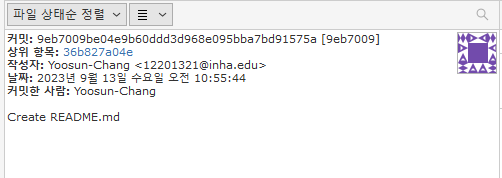 파일 상태순 정렬
커밋: 9eb7009be04e9b60ddd3d968e095bba7bd91575a [9eb7009]
상위 항목: 36b827a04e
작성자: Yoosun-Chang <12201321@inha.edu>
날짜: 2023년 9월 13일 수요일 오전 10:55:44
커밋한 사람: Yoosun-Chang
Create README.md